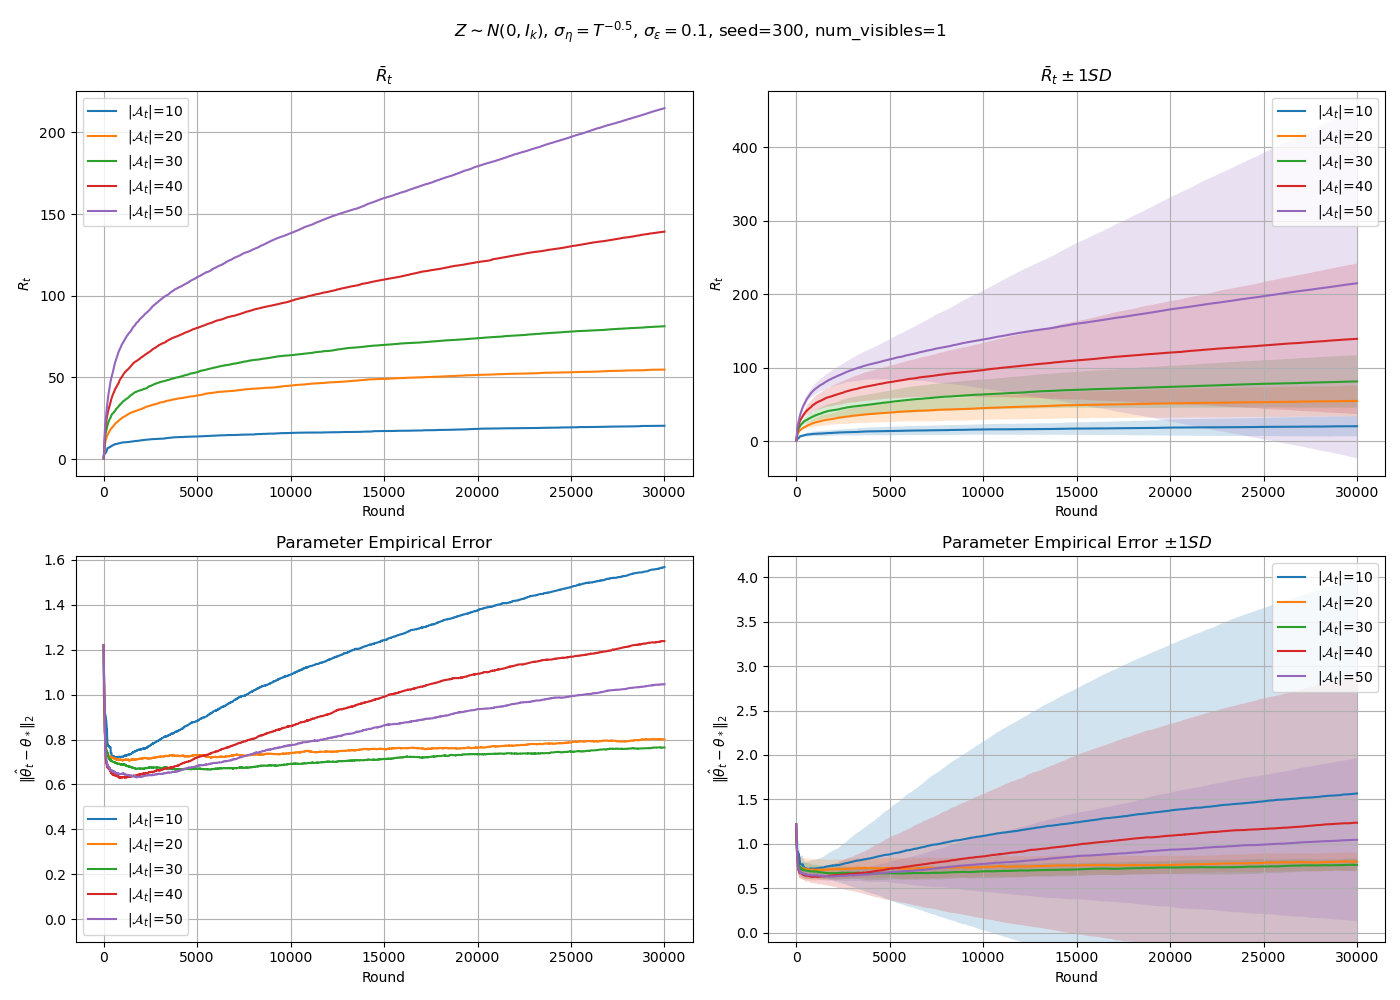 Z ∼ N(0, I_k), σ_η = T^{−0.5}, σ_ε = 0.1, seed=300, num_visibles=1
R̄_t
R_t
200
150
100
50
0
|𝒜_t|=10
|𝒜_t|=20
|𝒜_t|=30
|𝒜_t|=40
|𝒜_t|=50
0 5000 10000 15000 20000 25000 30000
Round
R̄_t ± 1SD
R_t
400
300
200
100
0
|𝒜_t|=10
|𝒜_t|=20
|𝒜_t|=30
|𝒜_t|=40
|𝒜_t|=50
0 5000 10000 15000 20000 25000 30000
Round
Parameter Empirical Error
‖θ̂_t − θ_*‖_2
1.6
1.4
1.2
1.0
0.8
0.6
0.4
0.2
0.0
|𝒜_t|=10
|𝒜_t|=20
|𝒜_t|=30
|𝒜_t|=40
|𝒜_t|=50
0 5000 10000 15000 20000 25000 30000
Round
Parameter Empirical Error ±1SD
‖θ̂_t − θ_*‖_2
4.0
3.5
3.0
2.5
2.0
1.5
1.0
0.5
0.0
|𝒜_t|=10
|𝒜_t|=20
|𝒜_t|=30
|𝒜_t|=40
|𝒜_t|=50
0 5000 10000 15000 20000 25000 30000
Round